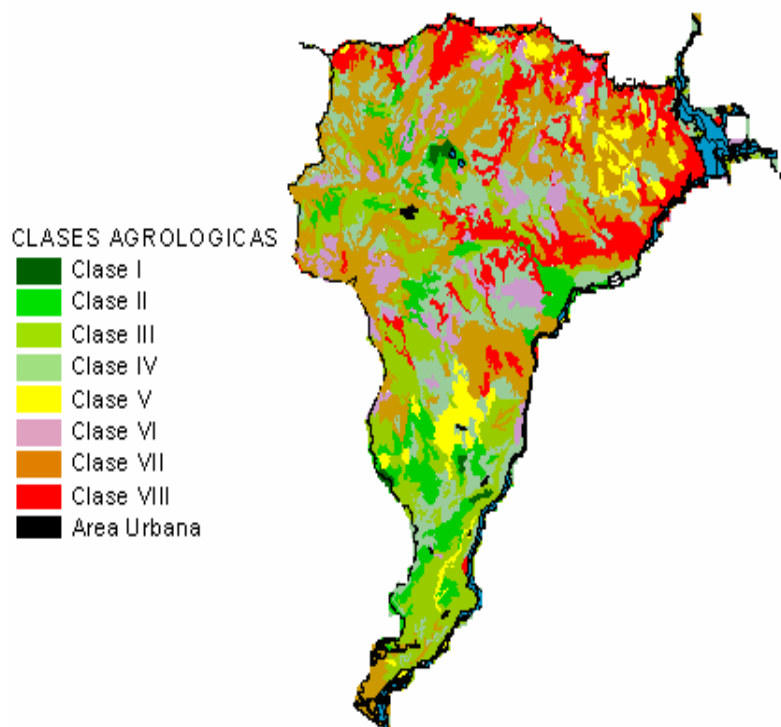 CLASES AGROLOGICAS
Clase I
Clase II
Clase III
Clase IV
Clase V
Clase VI
Clase VII
Clase VIII
Area Urbana